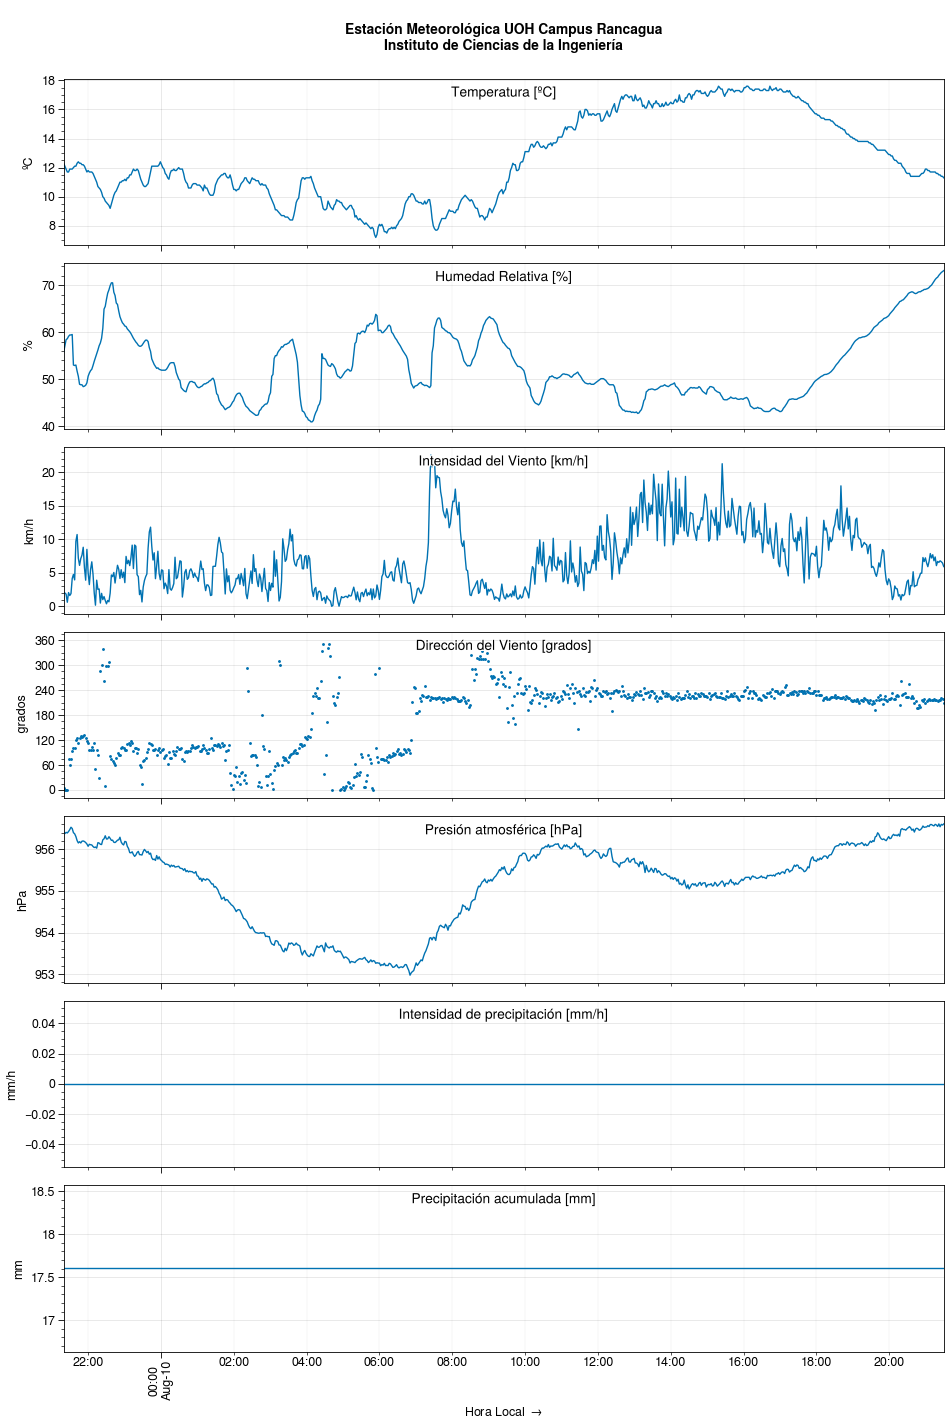 Estación Meteorológica UOH Campus Rancagua
Instituto de Ciencias de la Ingeniería
Temperatura [ºC]
ºC
18
16
14
12
10
8
Humedad Relativa [%]
%
70
60
50
40
Intensidad del Viento [km/h]
km/h
20
15
10
5
0
Dirección del Viento [grados]
grados
360
300
240
180
120
60
0
Presión atmosférica [hPa]
hPa
956
955
954
953
Intensidad de precipitación [mm/h]
mm/h
0.04
0.02
0
−0.02
−0.04
Precipitación acumulada [mm]
mm
18.5
18
17.5
17
22:00
00:00
Aug-10
02:00
04:00
06:00
08:00
10:00
12:00
14:00
16:00
18:00
20:00
Hora Local →